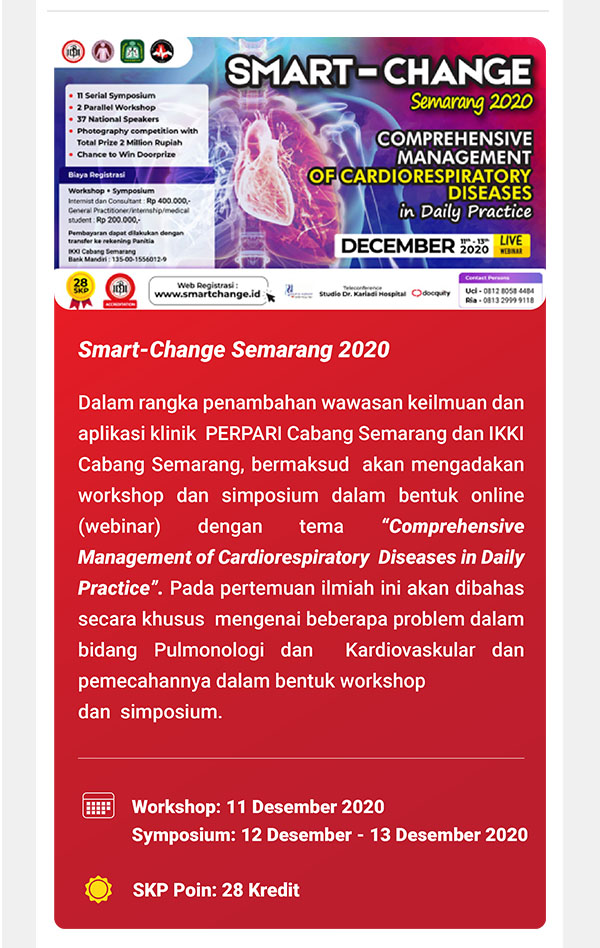 SMART-CHANGE
Semarang 2020
• 11 Serial Symposium
• 2 Parallel Workshop
• 37 National Speakers
• Photography competition with
Total Prize 2 Million Rupiah
• Chance to Win Doorprize
COMPREHENSIVE
MANAGEMENT
OF CARDIORESPIRATORY
DISEASES
in Daily Practice
Biaya Registrasi
Workshop + Symposium
Internist dan Consultant : Rp 400.000,-
General Practitioner/internship/medical
student : Rp 200.000,-
Pembayaran dapat dilakukan dengan
transfer ke rekening Panitia
IKKI Cabang Semarang
Bank Mandiri : 135-00-1556012-9
DECEMBER 11th - 13th 2020
LIVE
WEBINAR
28
SKP
ACCREDITATION
Web Registrasi :
www.smartchange.id
Teleconference
Studio Dr. Kariadi Hospital
docquity
Contact Persons
Uci - 0812 8058 4484
Ria - 0813 2999 9118
Smart-Change Semarang 2020
Dalam rangka penambahan wawasan keilmuan dan
aplikasi klinik PERPARI Cabang Semarang dan IKKI
Cabang Semarang, bermaksud akan mengadakan
workshop dan simposium dalam bentuk online
(webinar) dengan tema “Comprehensive
Management of Cardiorespiratory Diseases in Daily
Practice”. Pada pertemuan ilmiah ini akan dibahas
secara khusus mengenai beberapa problem dalam
bidang Pulmonologi dan Kardiovaskular dan
pemecahannya dalam bentuk workshop
dan simposium.
Workshop: 11 Desember 2020
Symposium: 12 Desember - 13 Desember 2020
SKP Poin: 28 Kredit